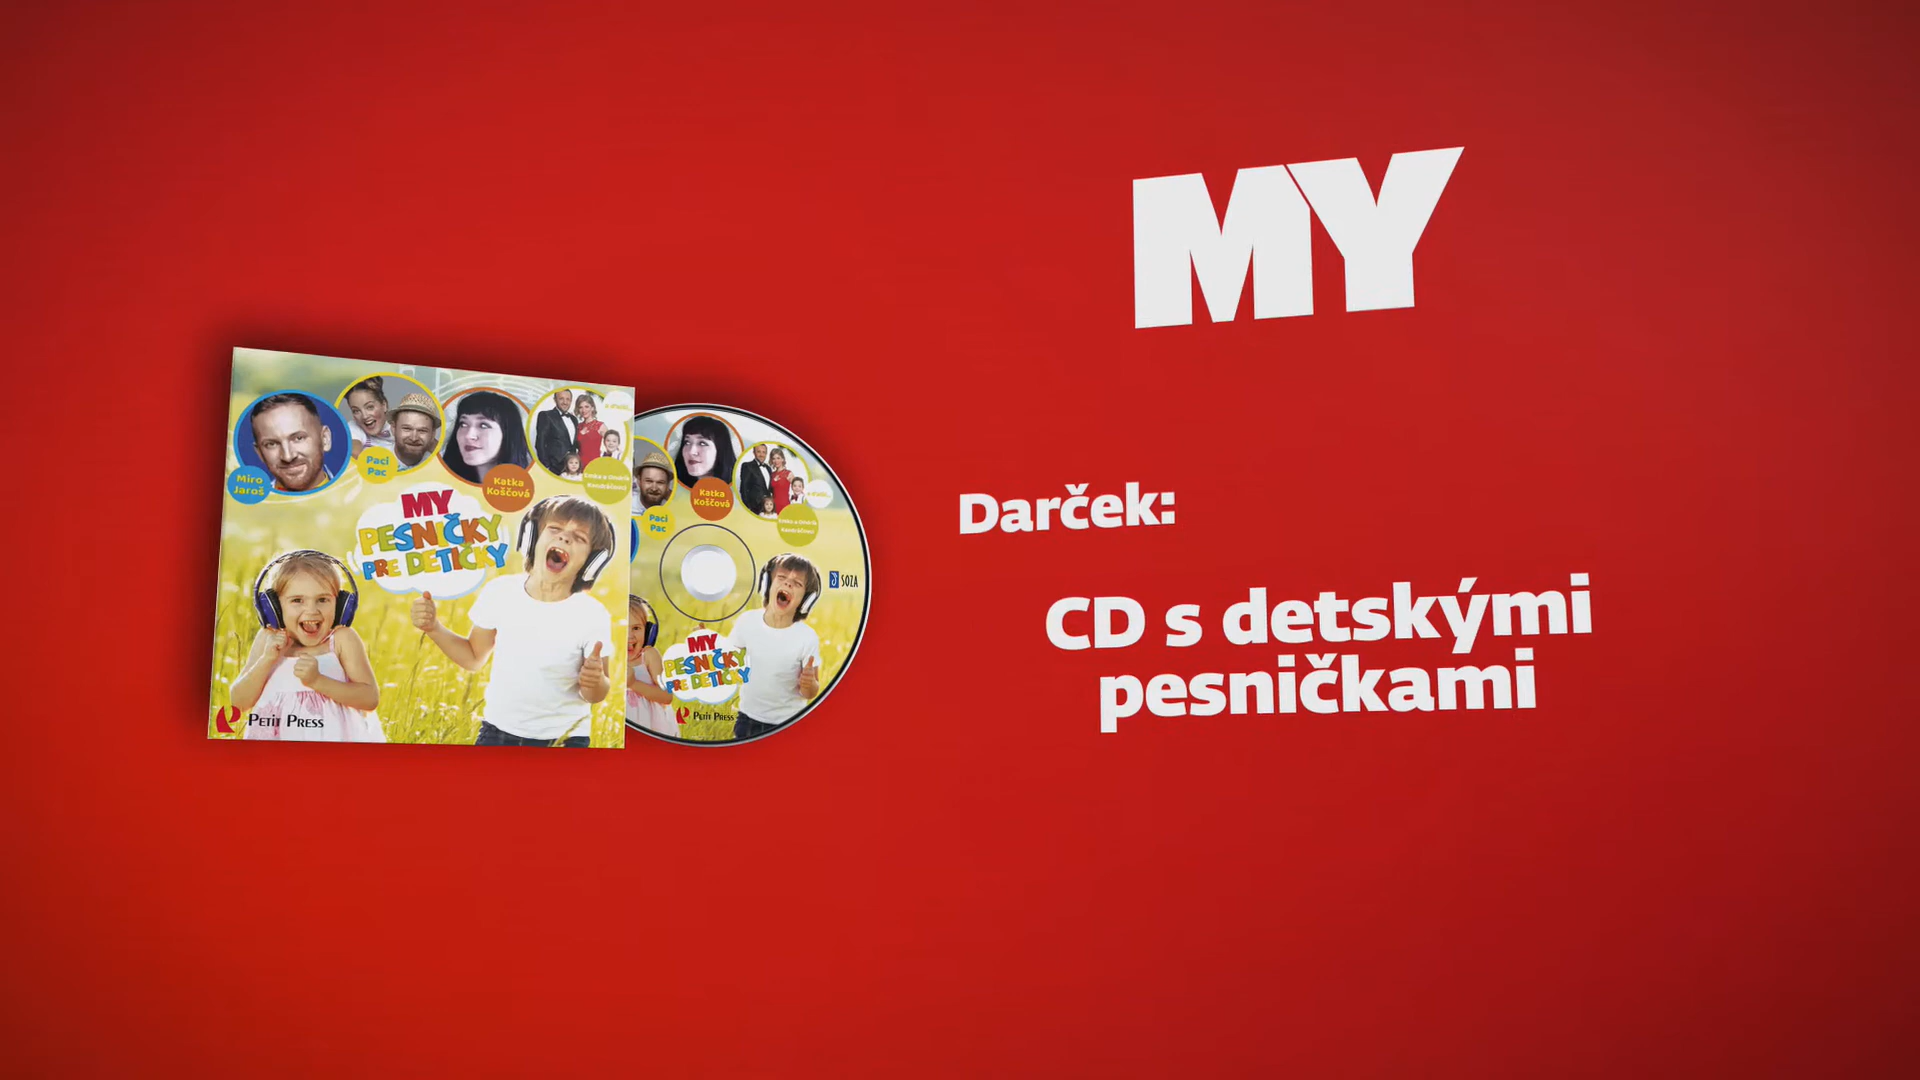 MY
Darček:
CD s detskými
pesničkami
Miro
Jaroš
Paci
Pac
Katka
Koščová
MY
PESNIČKY
PRE DETIČKY
PETIT PRESS
Paci
Pac
Katka
Koščová
SOZA
MY
PESNIČKY
PRE DETIČKY
PETIT PRESS